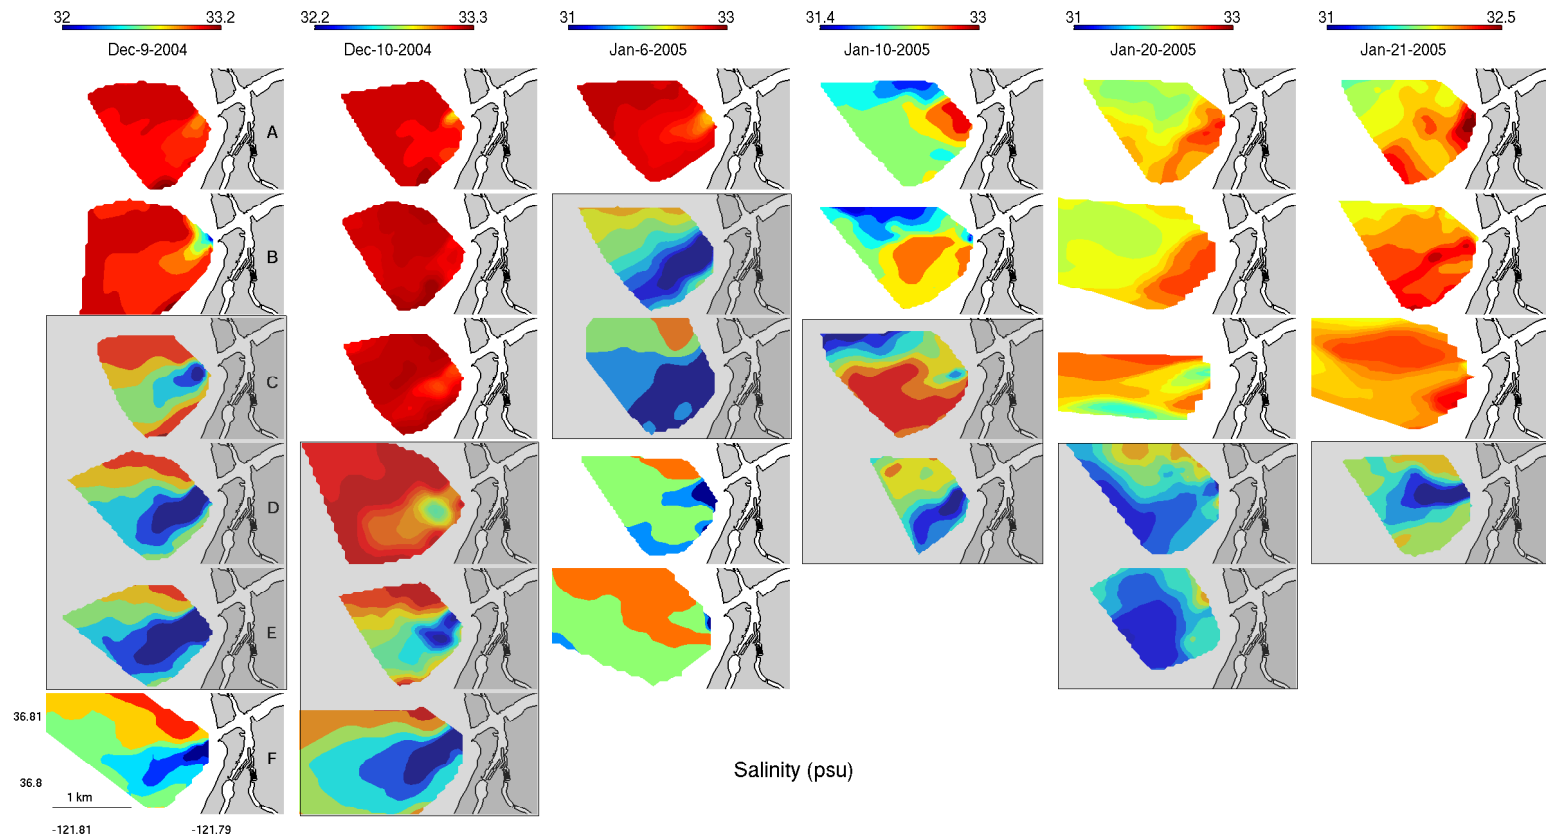 32 33.2 32.2 33.3 31 33 31.4 33 31 33 31 32.5
Dec-9-2004 Dec-10-2004 Jan-6-2005 Jan-10-2005 Jan-20-2005 Jan-21-2005
A
B
C
D
E
36.81
F
Salinity (psu)
36.8
1 km
-121.81 -121.79